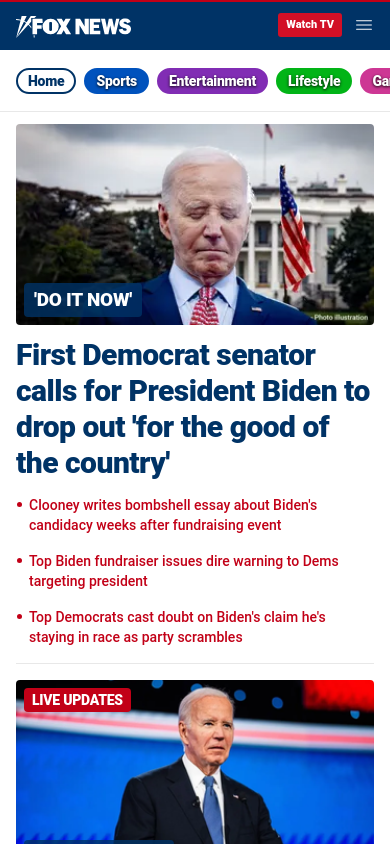 FOX NEWS
Watch TV
Home Sports Entertainment Lifestyle Ga
'DO IT NOW'
- Photo illustration
First Democrat senator
calls for President Biden to
drop out 'for the good of
the country'
• Clooney writes bombshell essay about Biden's
candidacy weeks after fundraising event
• Top Biden fundraiser issues dire warning to Dems
targeting president
• Top Democrats cast doubt on Biden's claim he's
staying in race as party scrambles
LIVE UPDATES